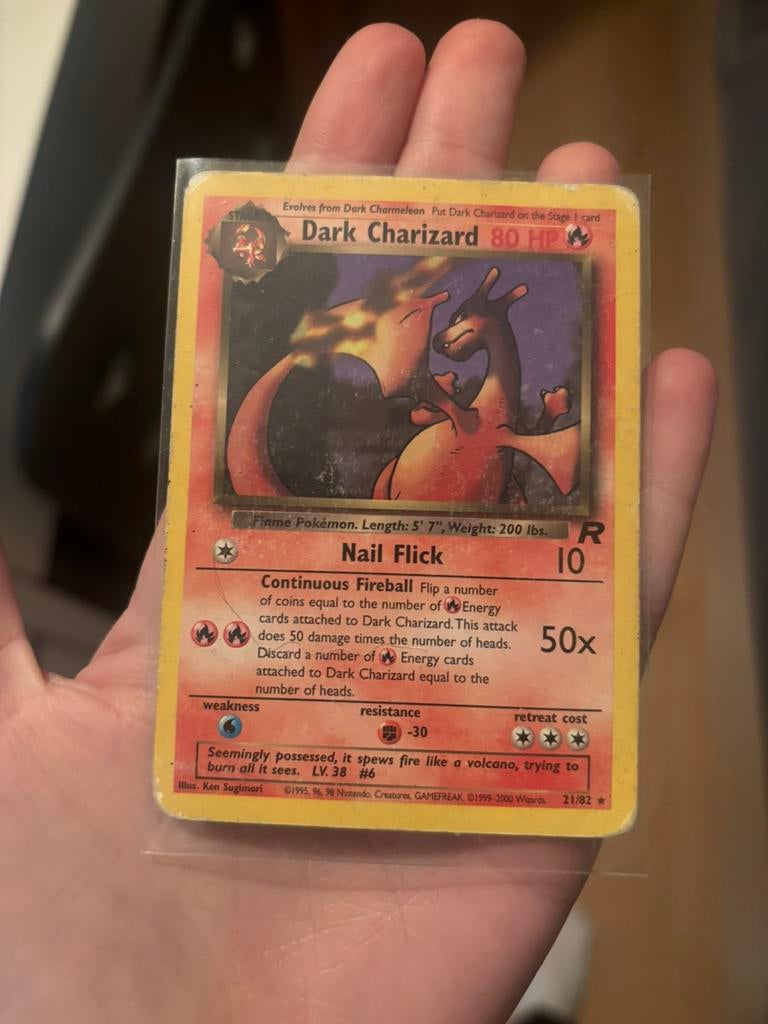 Evolves from Dark Charmeleon Put Dark Charizard on the Stage 1 card
STAGE
Dark Charizard 80 HP
Flame Pokémon. Length: 5' 7", Weight: 200 lbs.
R
Nail Flick 10
Continuous Fireball Flip a number
of coins equal to the number of Energy
cards attached to Dark Charizard. This attack
does 50 damage times the number of heads.
50x
Discard a number of Energy cards
attached to Dark Charizard equal to the
number of heads.
weakness resistance retreat cost
-30
Seemingly possessed, it spews fire like a volcano, trying to
burn all it sees. LV. 38 #6
Illus. Ken Sugimori ©1995, 96, 98 Nintendo, Creatures, GAMEFREAK. ©1999-2000 Wizards. 21/82 ★